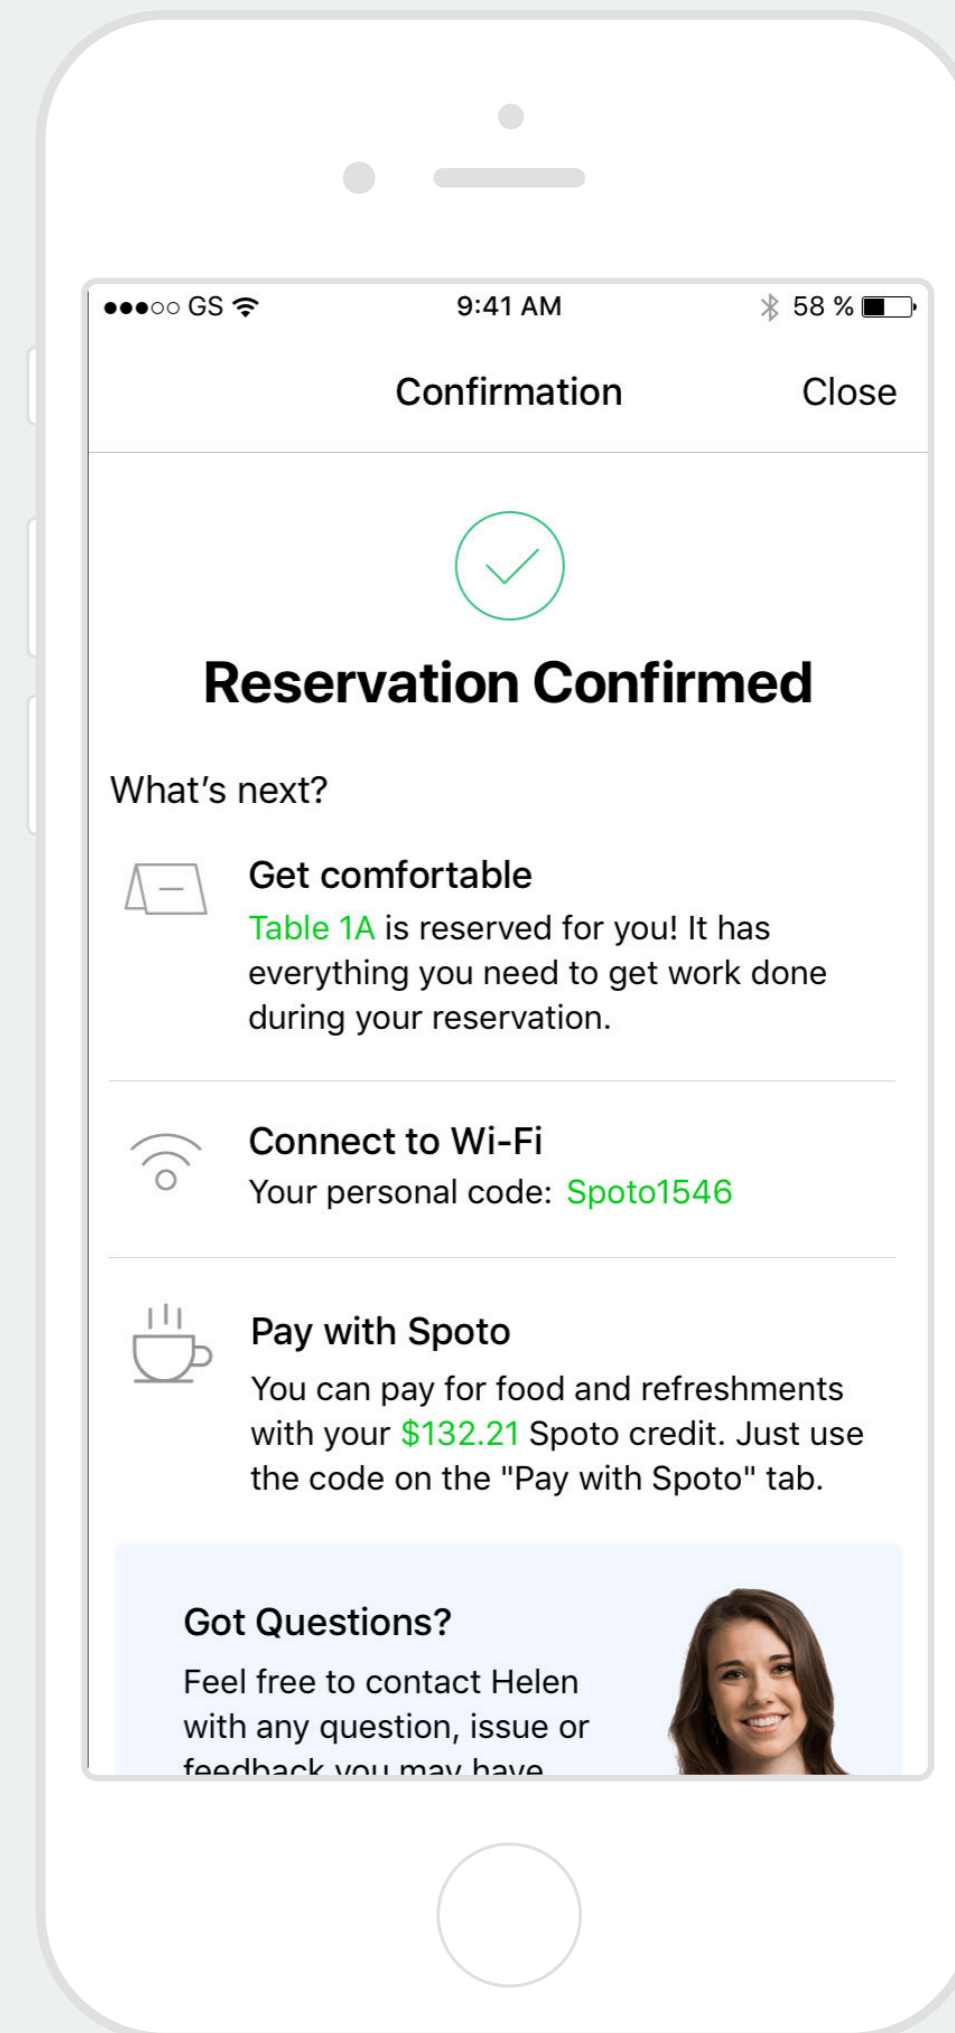 GS 9:41 AM 58 %
Confirmation Close
Reservation Confirmed
What's next?
Get comfortable
Table 1A is reserved for you! It has
everything you need to get work done
during your reservation.
Connect to Wi-Fi
Your personal code: Spoto1546
Pay with Spoto
You can pay for food and refreshments
with your $132.21 Spoto credit. Just use
the code on the "Pay with Spoto" tab.
Got Questions?
Feel free to contact Helen
with any question, issue or
feedback you may have